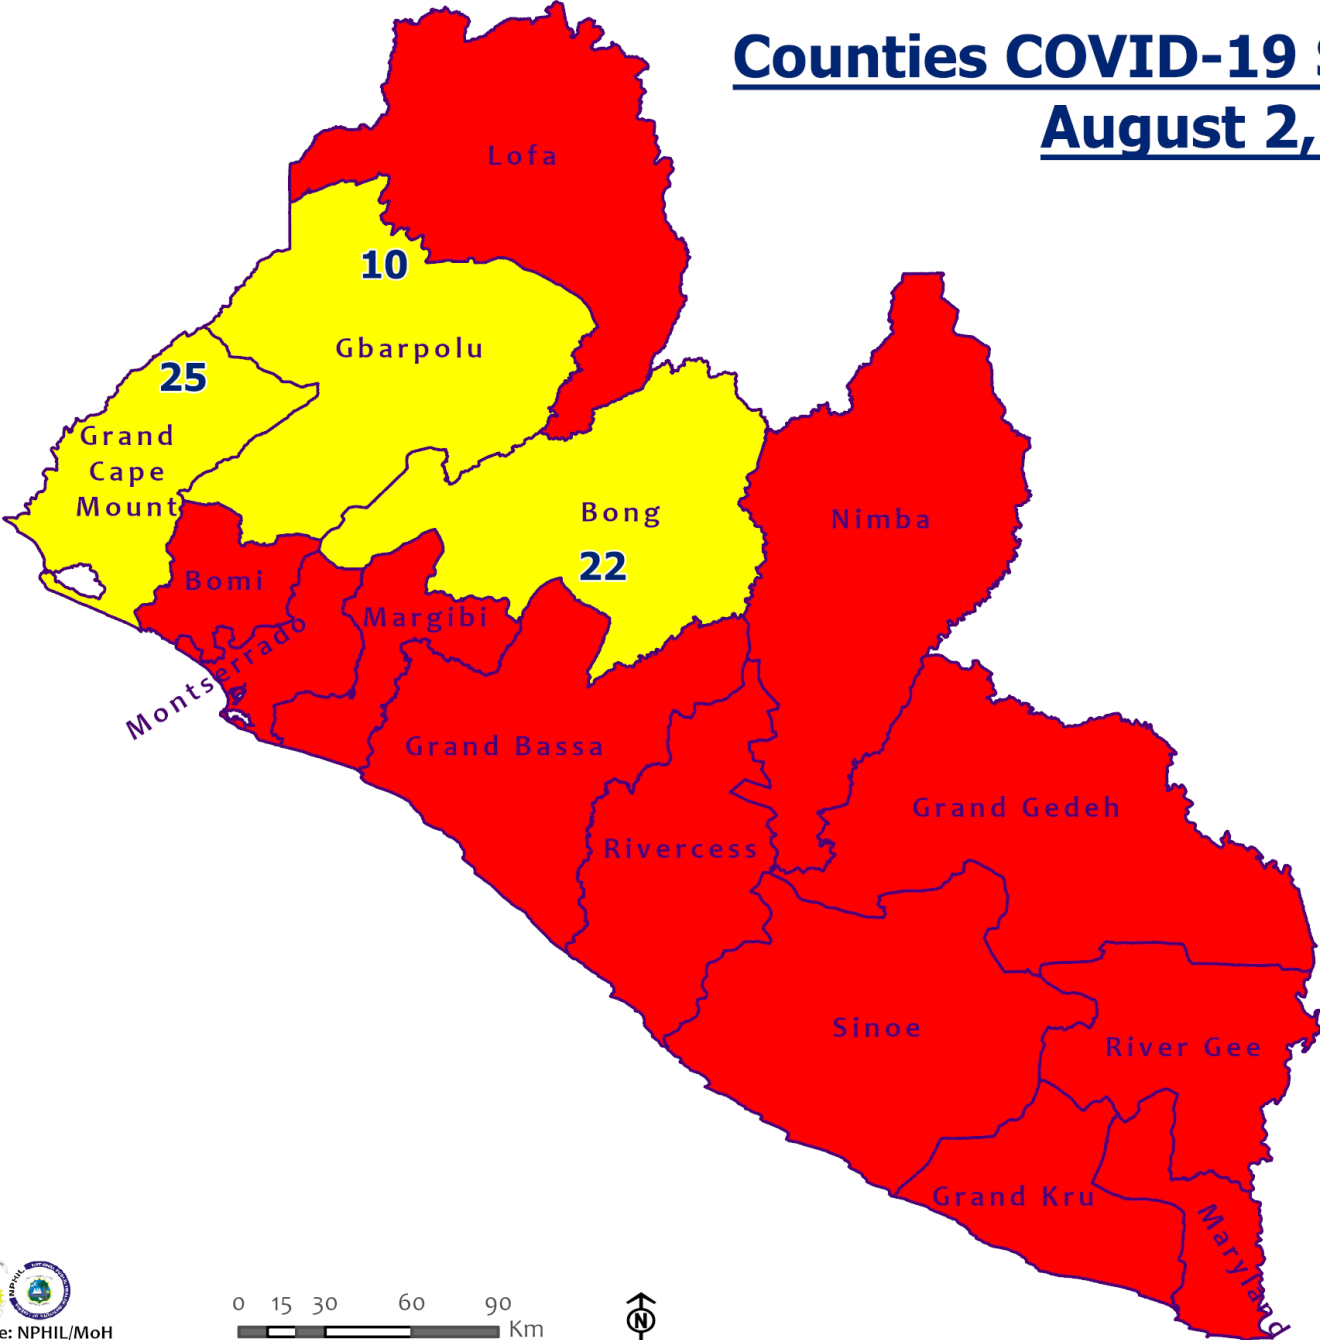 Counties COVID-19
August 2,
Lofa
10
Gbarpolu
25
Grand
Cape
Mount
Bong
22
Nimba
Bomi
Margibi
Montserrado
Grand Bassa
Grand Gedeh
Rivercess
Sinoe
River Gee
Grand Kru
Maryland
NPHIL
0 15 30 60 90
Km
N
e: NPHIL/MoH